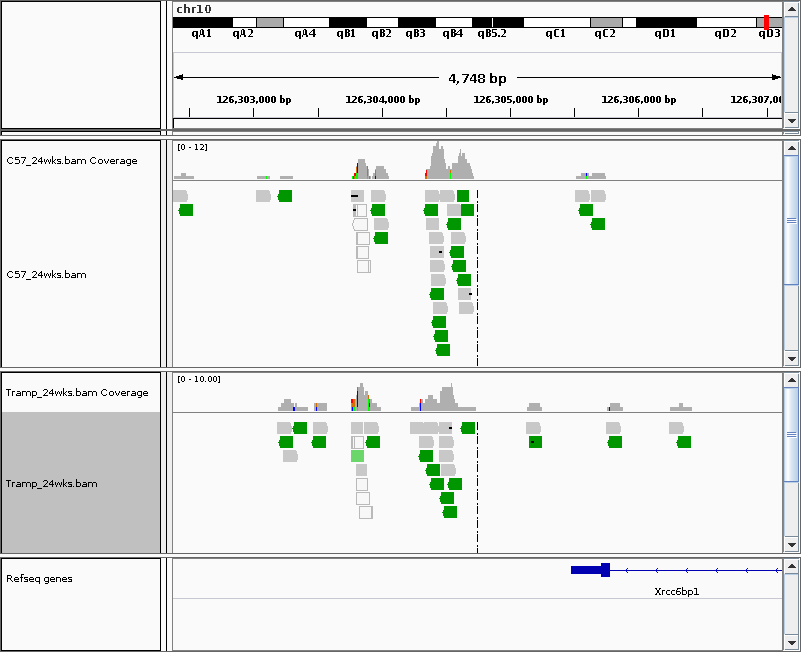 chr10
qA1 qA2 qA4 qB1 qB2 qB3 qB4 qB5.2 qC1 qC2 qD1 qD2 qD3
4,748 bp
126,303,000 bp 126,304,000 bp 126,305,000 bp 126,306,000 bp 126,307,0
[0 - 12]
C57_24wks.bam Coverage
C57_24wks.bam
[0 - 10.00]
Tramp_24wks.bam Coverage
Tramp_24wks.bam
Refseq genes
Xrcc6bp1